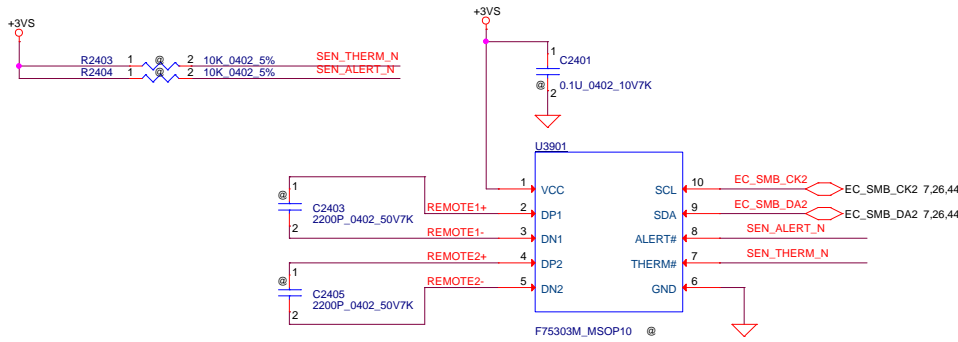 +3VS
+3VS
R2403 1 @ 2 10K_0402_5% SEN_THERM_N
R2404 1 @ 2 10K_0402_5% SEN_ALERT_N
1
C2401
@
2 0.1U_0402_10V7K
U3901
1 VCC SCL 10 EC_SMB_CK2 EC_SMB_CK2 7,26,44
REMOTE1+ 2 DP1 SDA 9 EC_SMB_DA2 EC_SMB_DA2 7,26,44
REMOTE1- 3 DN1 ALERT# 8 SEN_ALERT_N
REMOTE2+ 4 DP2 THERM# 7 SEN_THERM_N
REMOTE2- 5 DN2 GND 6
@ 1
C2403
2200P_0402_50V7K
2
1
@
C2405
2200P_0402_50V7K
2
F75303M_MSOP10 @